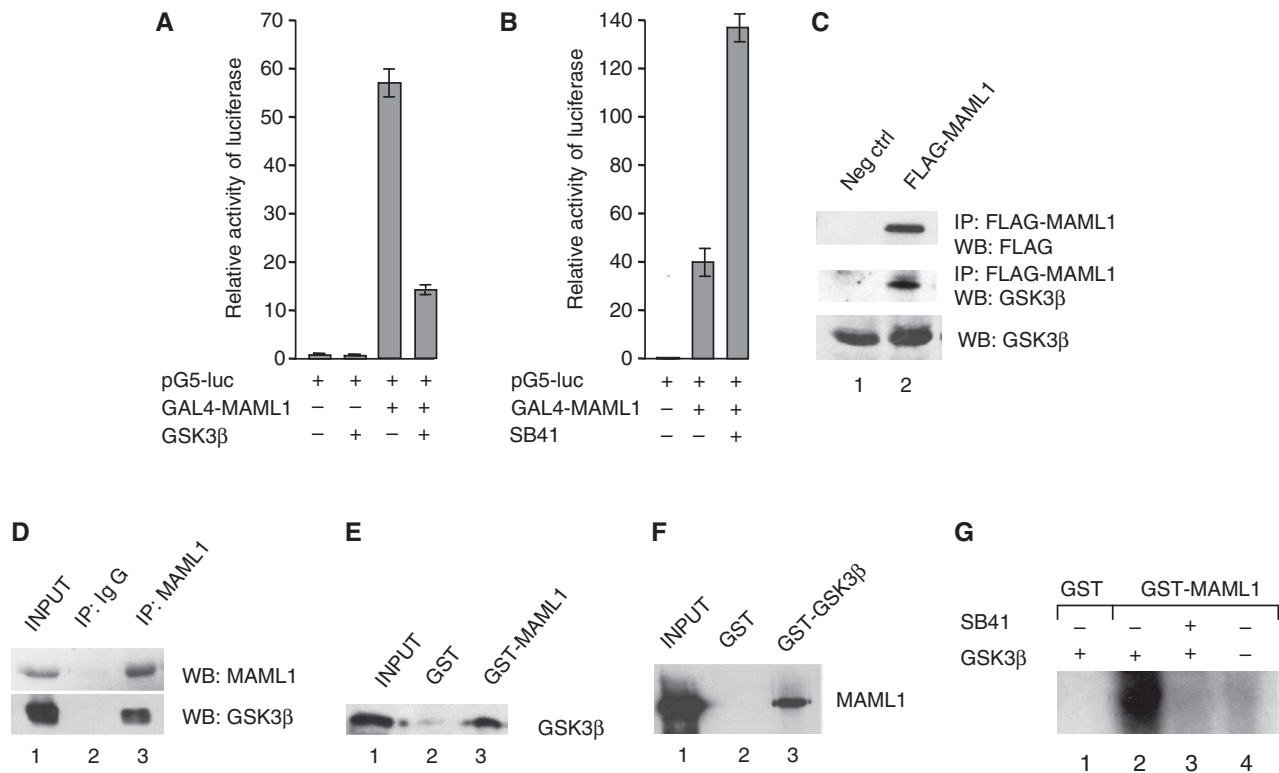 A
Relative activity of luciferase
70
60
50
40
30
20
10
0
pG5-luc + + + +
GAL4-MAML1 – – + +
GSK3β – + – +
B
Relative activity of luciferase
140
120
100
80
60
40
20
0
pG5-luc + + +
GAL4-MAML1 – + +
SB41 – – +
C
Neg ctrl
FLAG-MAML1
IP: FLAG-MAML1
WB: FLAG
IP: FLAG-MAML1
WB: GSK3β
WB: GSK3β
1 2
D
INPUT
IP: Ig G
IP: MAML1
WB: MAML1
WB: GSK3β
1 2 3
E
INPUT
GST
GST-MAML1
GSK3β
1 2 3
F
INPUT
GST
GST-GSK3β
MAML1
1 2 3
G
GST GST-MAML1
SB41 – – + –
GSK3β + + + –
1 2 3 4